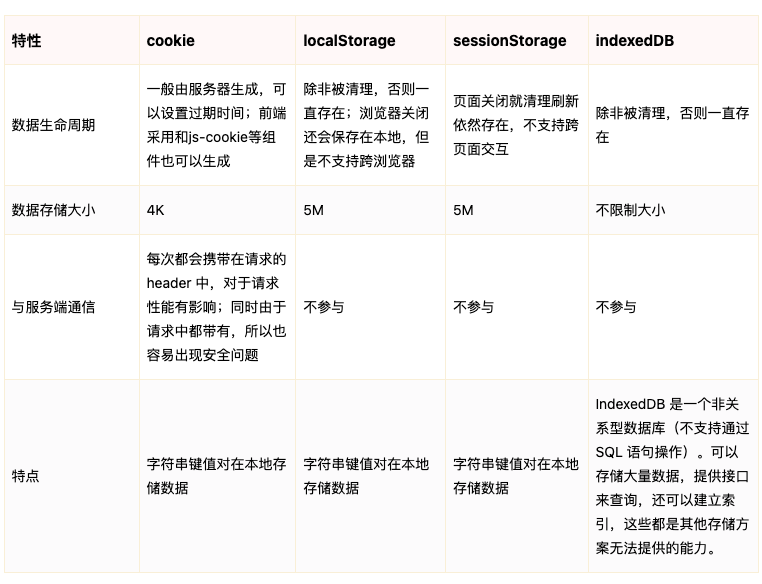 特性
cookie
localStorage
sessionStorage
indexedDB
数据生命周期
一般由服务器生成，可
以设置过期时间；前端
采用和js-cookie等组
件也可以生成
除非被清理，否则一
直存在；浏览器关闭
还会保存在本地，但
是不支持跨浏览器
页面关闭就清理刷新
依然存在，不支持跨
页面交互
除非被清理，否则一直存
在
数据存储大小
4K
5M
5M
不限制大小
与服务端通信
每次都会携带在请求的
header 中，对于请求
性能有影响；同时由于
请求中都带有，所以也
容易出现安全问题
不参与
不参与
不参与
特点
字符串键值对在本地存
储数据
字符串键值对在本地
存储数据
字符串键值对在本地
存储数据
IndexedDB 是一个非关
系型数据库（不支持通过
SQL 语句操作）。可以
存储大量数据，提供接口
来查询，还可以建立索
引，这些都是其他存储方
案无法提供的能力。